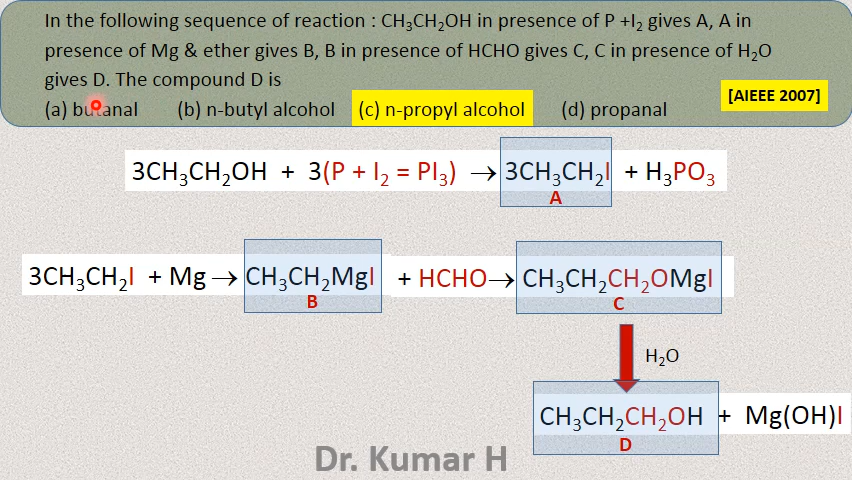 In the following sequence of reaction : CH₃CH₂OH in presence of P +I₂ gives A, A in
presence of Mg & ether gives B, B in presence of HCHO gives C, C in presence of H₂O
gives D. The compound D is
[AIEEE 2007]
(a) butanal (b) n-butyl alcohol (c) n-propyl alcohol (d) propanal
3CH₃CH₂OH + 3(P + I₂ = PI₃) → 3CH₃CH₂I + H₃PO₃
A
3CH₃CH₂I + Mg → CH₃CH₂MgI + HCHO → CH₃CH₂CH₂OMgI
B C
H₂O
CH₃CH₂CH₂OH + Mg(OH)I
D
Dr. Kumar H